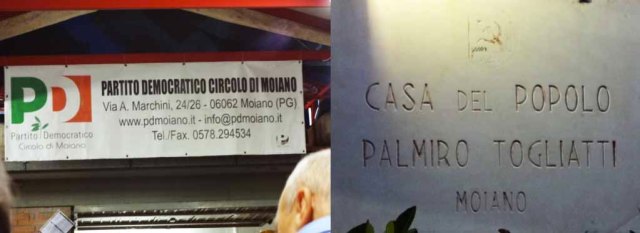 PD
Partito Democratico
Circolo di Moiano
PARTITO DEMOCRATICO CIRCOLO DI MOIANO
Via A. Marchini, 24/26 - 06062 Moiano (PG)
www.pdmoiano.it - info@pdmoiano.it
Tel./Fax. 0578.294534
CASA DEL POPOLO
PALMIRO TOGLIATTI
MOIANO